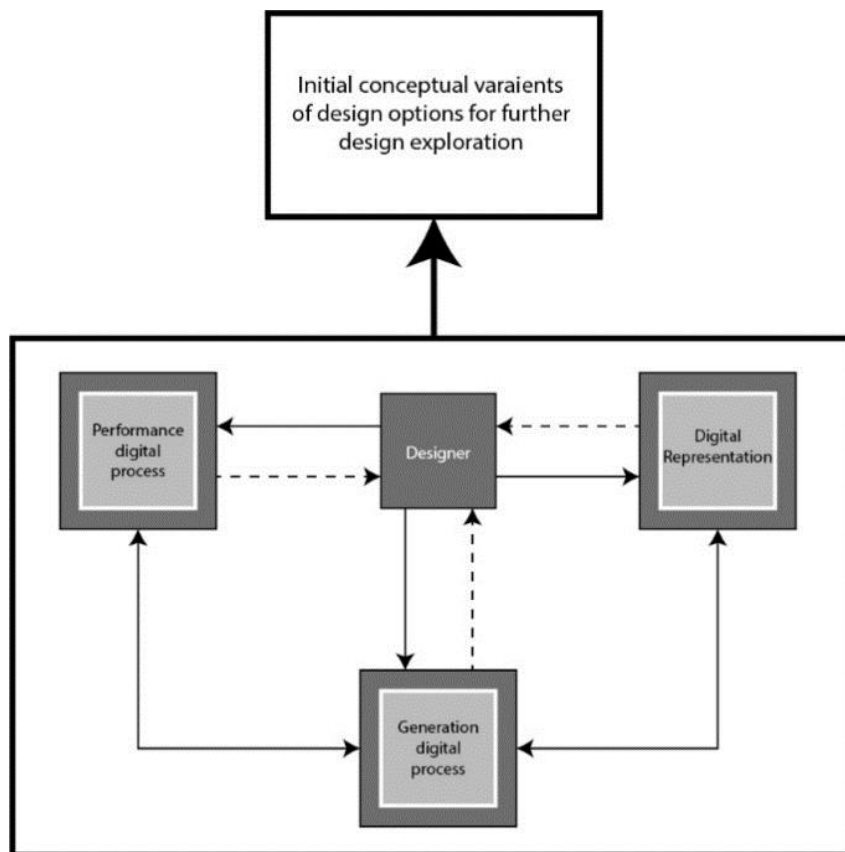 Initial conceptual varaients
of design options for further
design exploration
Performance
digital
process
Designer
Digital
Representation
Generation
digital
process